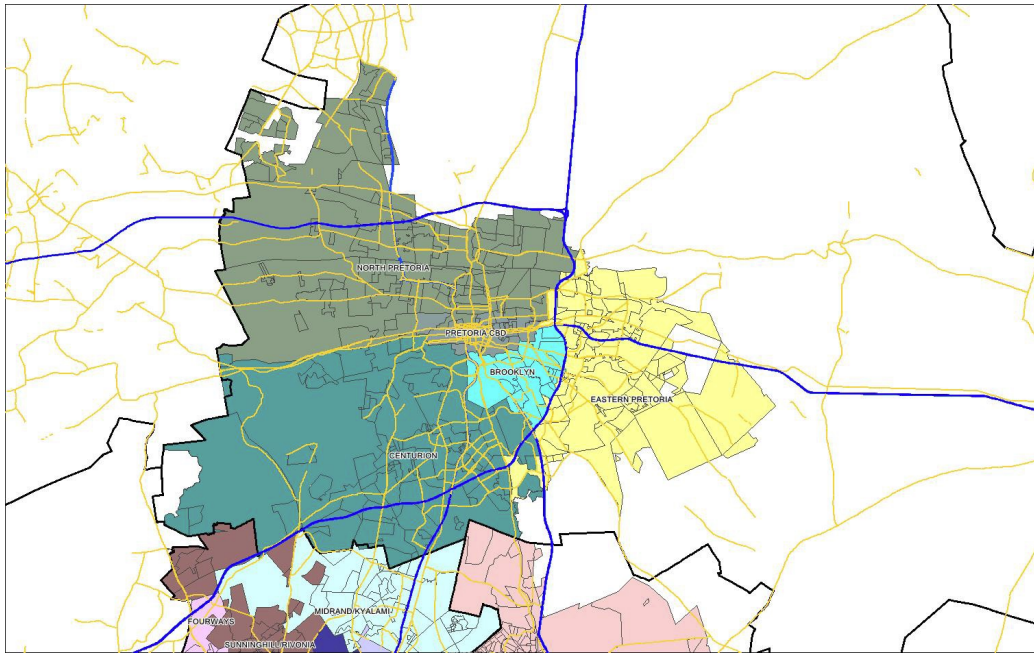 NORTH PRETORIA
PRETORIA CBD
BROOKLYN
EASTERN PRETORIA
CENTURION
MIDRAND/KYALAMI
FOURWAYS
SUNNINGHILL/RIVONIA